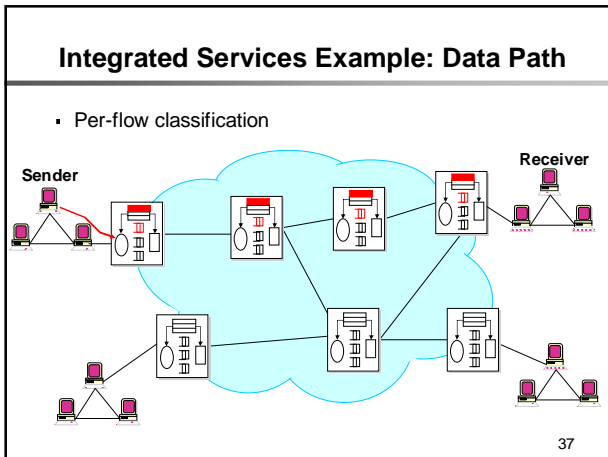 Integrated Services Example: Data Path
▪ Per-flow classification
Sender
Receiver
37